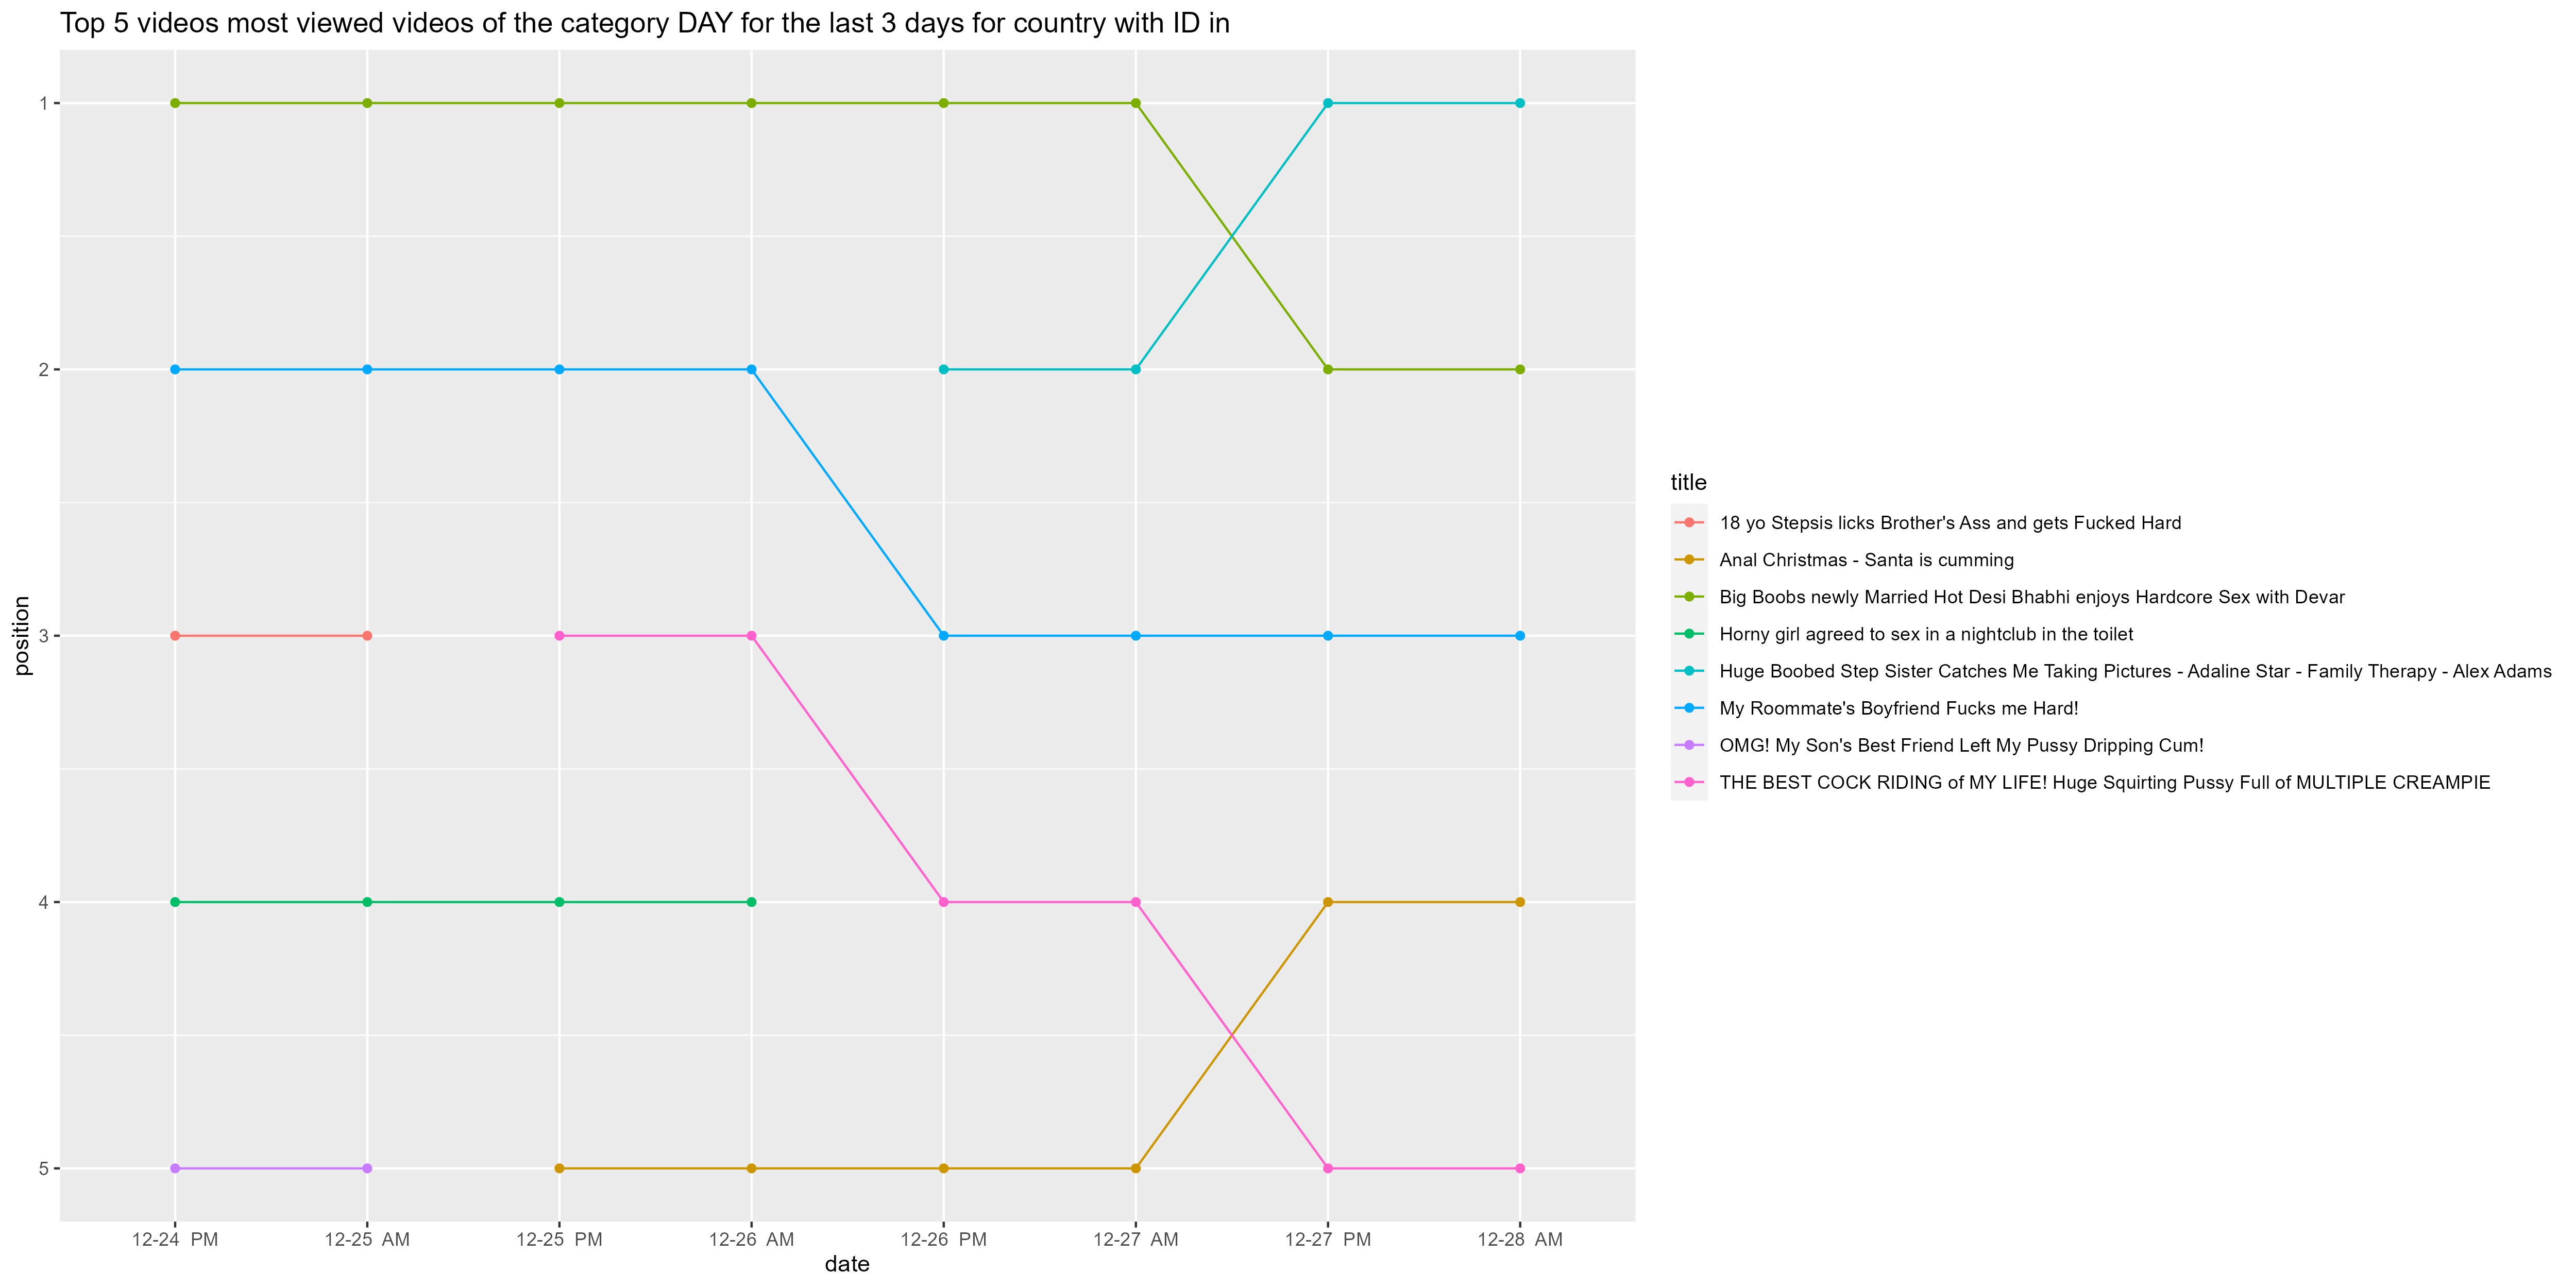 Top 5 videos most viewed videos of the category DAY for the last 3 days for country with ID in
1
2
3
4
5
position
12-24 PM
12-25 AM
12-25 PM
12-26 AM
12-26 PM
12-27 AM
12-27 PM
12-28 AM
date
title
18 yo Stepsis licks Brother's Ass and gets Fucked Hard
Anal Christmas - Santa is cumming
Big Boobs newly Married Hot Desi Bhabhi enjoys Hardcore Sex with Devar
Horny girl agreed to sex in a nightclub in the toilet
Huge Boobed Step Sister Catches Me Taking Pictures - Adaline Star - Family Therapy - Alex Adams
My Roommate's Boyfriend Fucks me Hard!
OMG! My Son's Best Friend Left My Pussy Dripping Cum!
THE BEST COCK RIDING of MY LIFE! Huge Squirting Pussy Full of MULTIPLE CREAMPIE